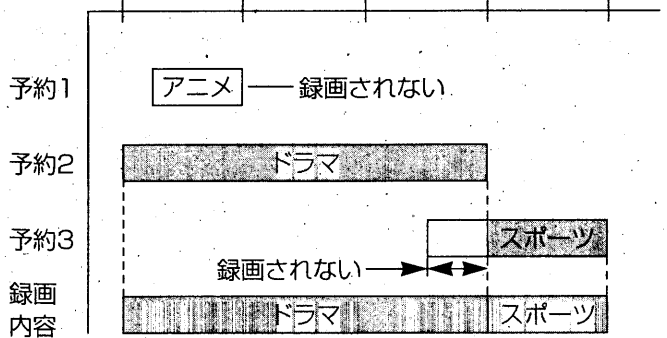 予約1 アニメ 録画されない
予約2 ドラマ
予約3 スポーツ
録画されない
録画
内容 ドラマ スポーツ